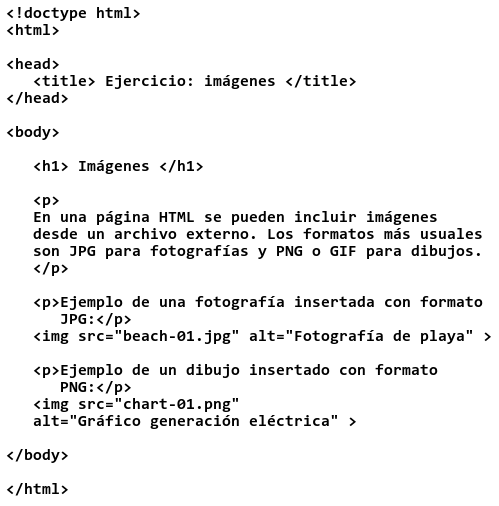 <!doctype html>
<html>
<head>
<title> Ejercicio: imágenes </title>
</head>
<body>
<h1> Imágenes </h1>
<p>
En una página HTML se pueden incluir imágenes
desde un archivo externo. Los formatos más usuales
son JPG para fotografías y PNG o GIF para dibujos.
</p>
<p>Ejemplo de una fotografía insertada con formato
JPG:</p>
<img src="beach-01.jpg" alt="Fotografía de playa" >
<p>Ejemplo de un dibujo insertado con formato
PNG:</p>
<img src="chart-01.png"
alt="Gráfico generación eléctrica" >
</body>
</html>